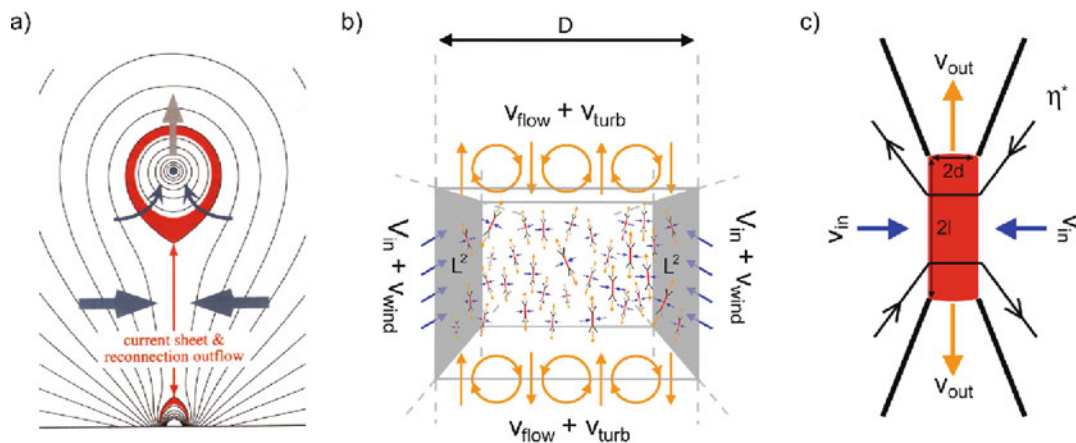 a)
current sheet &
reconnection outflow
b)
D
v_flow + v_turb
V_in + v_wind
L²
L²
V_in + v_wind
v_flow + v_turb
c)
v_out
η*
2d
v_in
2l
v_in
v_out